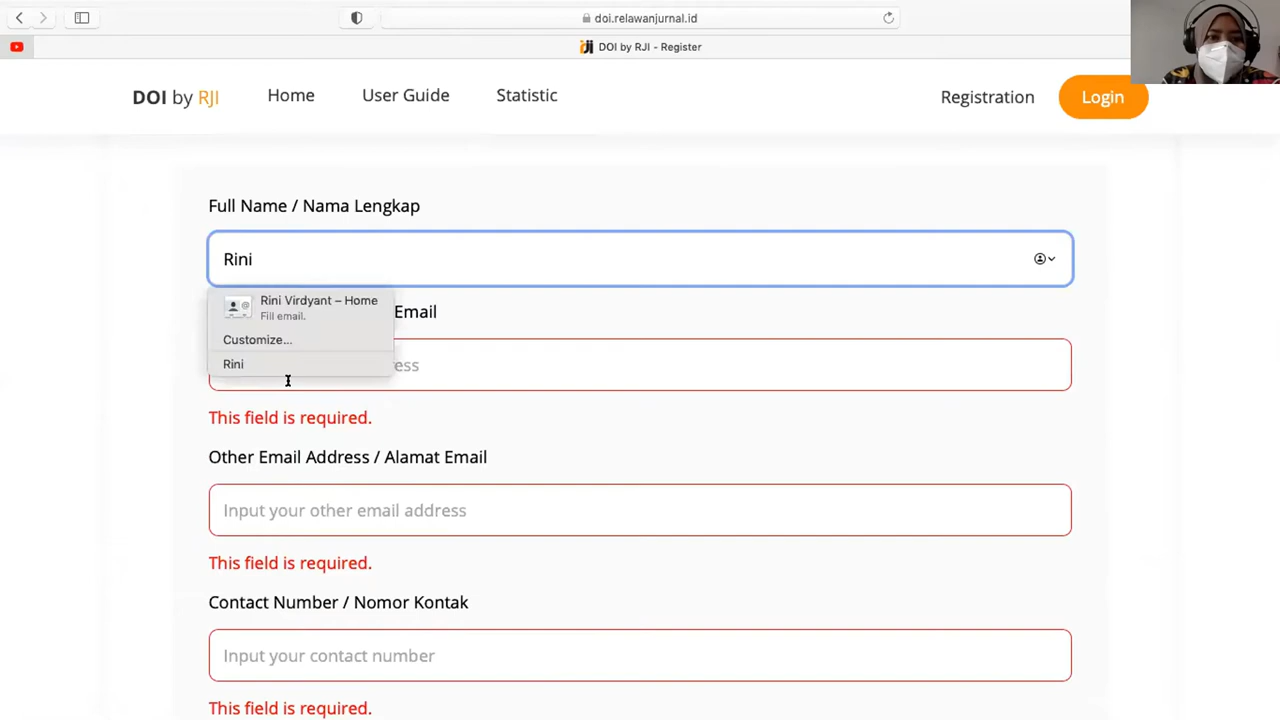 doi.relawanjurnal.id
DOI by RJI - Register
DOI by RJI
Home
User Guide
Statistic
Registration
Login
Full Name / Nama Lengkap
Rini
Rini Virdyant – Home
Fill email.
Customize...
Rini
Email
ess
This field is required.
Other Email Address / Alamat Email
Input your other email address
This field is required.
Contact Number / Nomor Kontak
Input your contact number
This field is required.